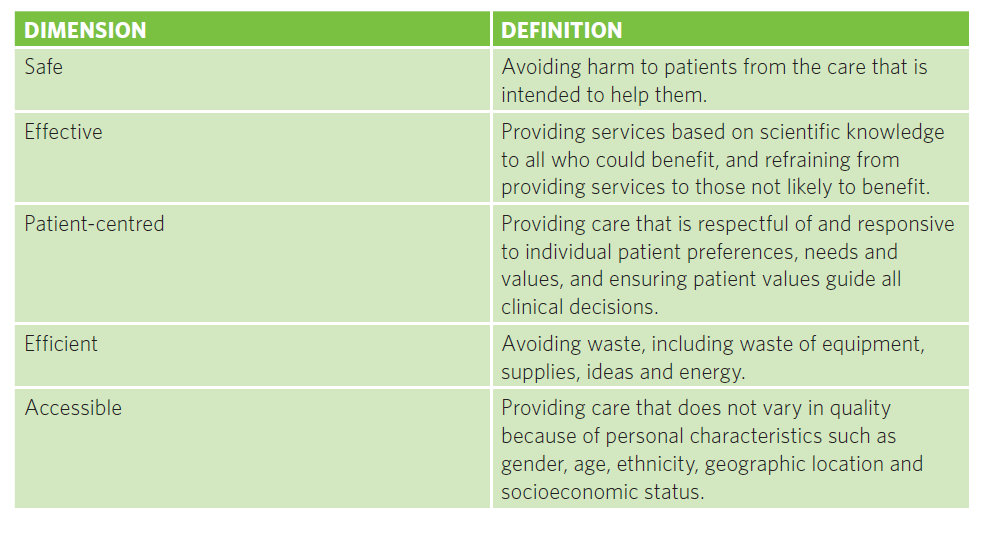 DIMENSION
DEFINITION
Safe
Avoiding harm to patients from the care that is
intended to help them.
Effective
Providing services based on scientific knowledge
to all who could benefit, and refraining from
providing services to those not likely to benefit.
Patient-centred
Providing care that is respectful of and responsive
to individual patient preferences, needs and
values, and ensuring patient values guide all
clinical decisions.
Efficient
Avoiding waste, including waste of equipment,
supplies, ideas and energy.
Accessible
Providing care that does not vary in quality
because of personal characteristics such as
gender, age, ethnicity, geographic location and
socioeconomic status.